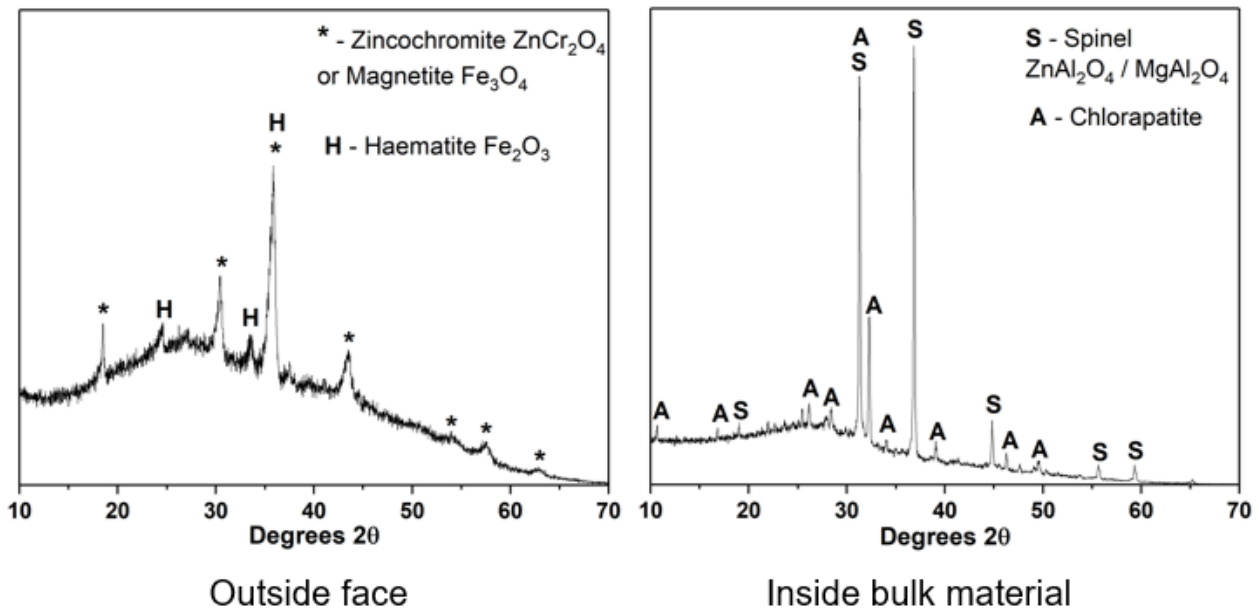 * - Zincochromite ZnCr₂O₄
or Magnetite Fe₃O₄
H - Haematite Fe₂O₃
H
*
*
*
H
H
*
*
*
*
10 20 30 40 50 60 70
Degrees 2θ
Outside face
S - Spinel
ZnAl₂O₄ / MgAl₂O₄
A - Chlorapatite
A
S
S
A
A
A
S
A
A
A
A
S
A
A
S
S
10 20 30 40 50 60 70
Degrees 2θ
Inside bulk material